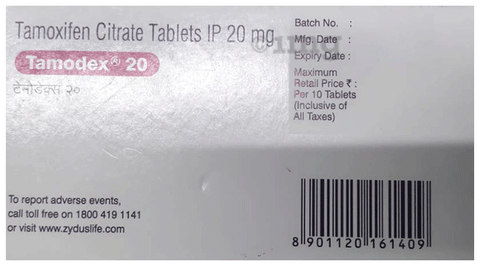 Tamoxifen Citrate Tablets IP 20 mg
Tamodex® 20
टैमोडेक्स २०
Batch No. :
Mfg. Date :
Expiry Date :
Maximum
Retail Price ₹ :
Per 10 Tablets
(Inclusive of
All Taxes)
To report adverse events,
call toll free on 1800 419 1141
or visit www.zyduslife.com
8 901120 161409